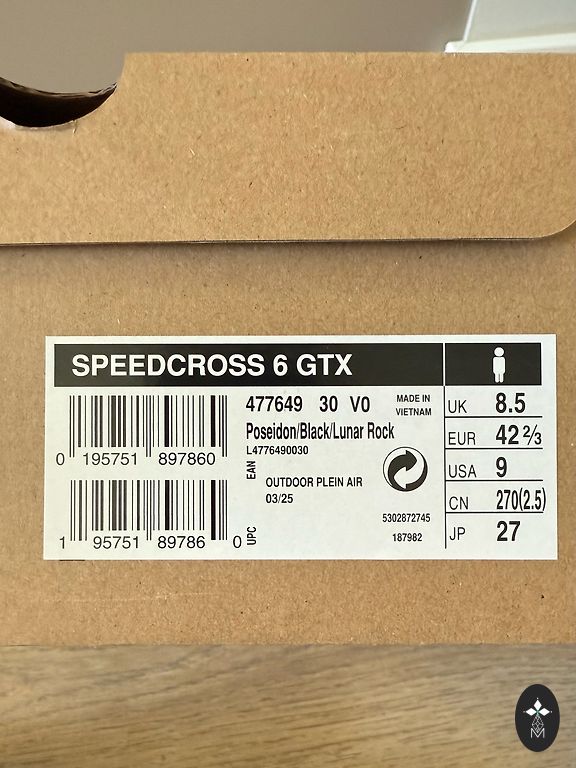 SPEEDCROSS 6 GTX
477649 30 V0
MADE IN
VIETNAM
Poseidon/Black/Lunar Rock
L4776490030
0 195751 897860
EAN
OUTDOOR PLEIN AIR
03/25
5302872745
187982
1 95751 89786 0
UPC
UK 8.5
EUR 42 2/3
USA 9
CN 270(2.5)
JP 27
M